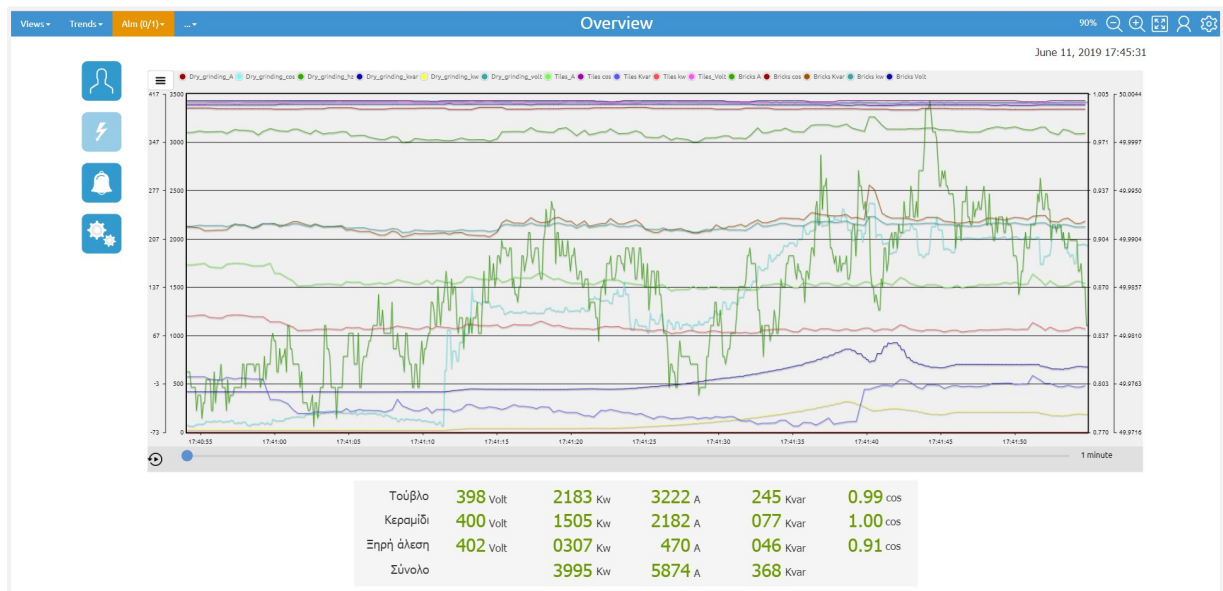 Views Trends Alm (0/1) ... Overview 90%
June 11, 2019 17:45:31
Dry_grinding_A Dry_grinding_cos Dry_grinding_hz Dry_grinding_kvar Dry_grinding_kw Dry_grinding_volt Tiles_A Tiles cos Tiles Kvar Tiles kw Tiles_Volt Bricks A Bricks cos Bricks Kvar Bricks kw Bricks Volt
417 3500 1.005 50.0044
347 3000 0.971 49.9997
277 2500 0.937 49.9950
207 2000 0.904 49.9904
137 1500 0.870
67 1000 0.837 49.9810
-3 500 0.803 49.9763
-73 0 0.770 49.9716
17:40:55 17:41:00 17:41:05 17:41:10 17:41:15 17:41:20 17:41:25 17:41:30 17:41:35 17:41:40 17:41:45 17:41:50
1 minute
Τούβλο 398 Volt 2183 Kw 3222 A 245 Kvar 0.99 cos
Κεραμίδι 400 Volt 1505 Kw 2182 A 077 Kvar 1.00 cos
Ξηρή άλεση 402 Volt 0307 Kw 470 A 046 Kvar 0.91 cos
Σύνολο 3995 Kw 5874 A 368 Kvar